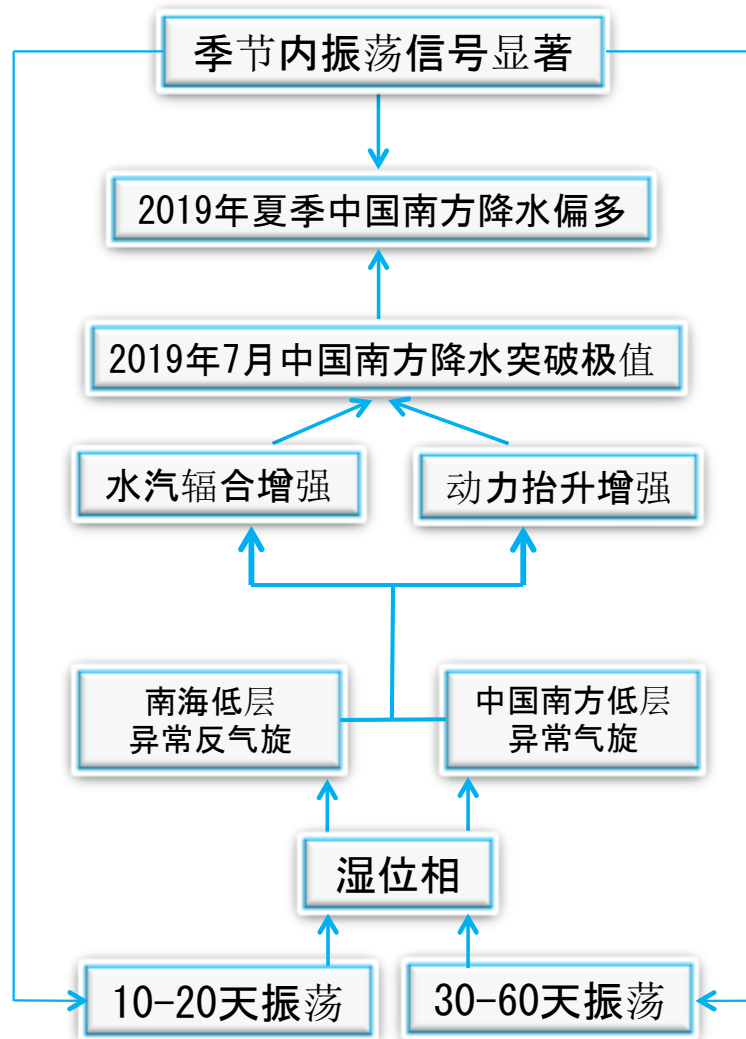 季节内振荡信号显著
2019年夏季中国南方降水偏多
2019年7月中国南方降水突破极值
水汽辐合增强
动力抬升增强
南海低层
异常反气旋
中国南方低层
异常气旋
湿位相
10-20天振荡
30-60天振荡